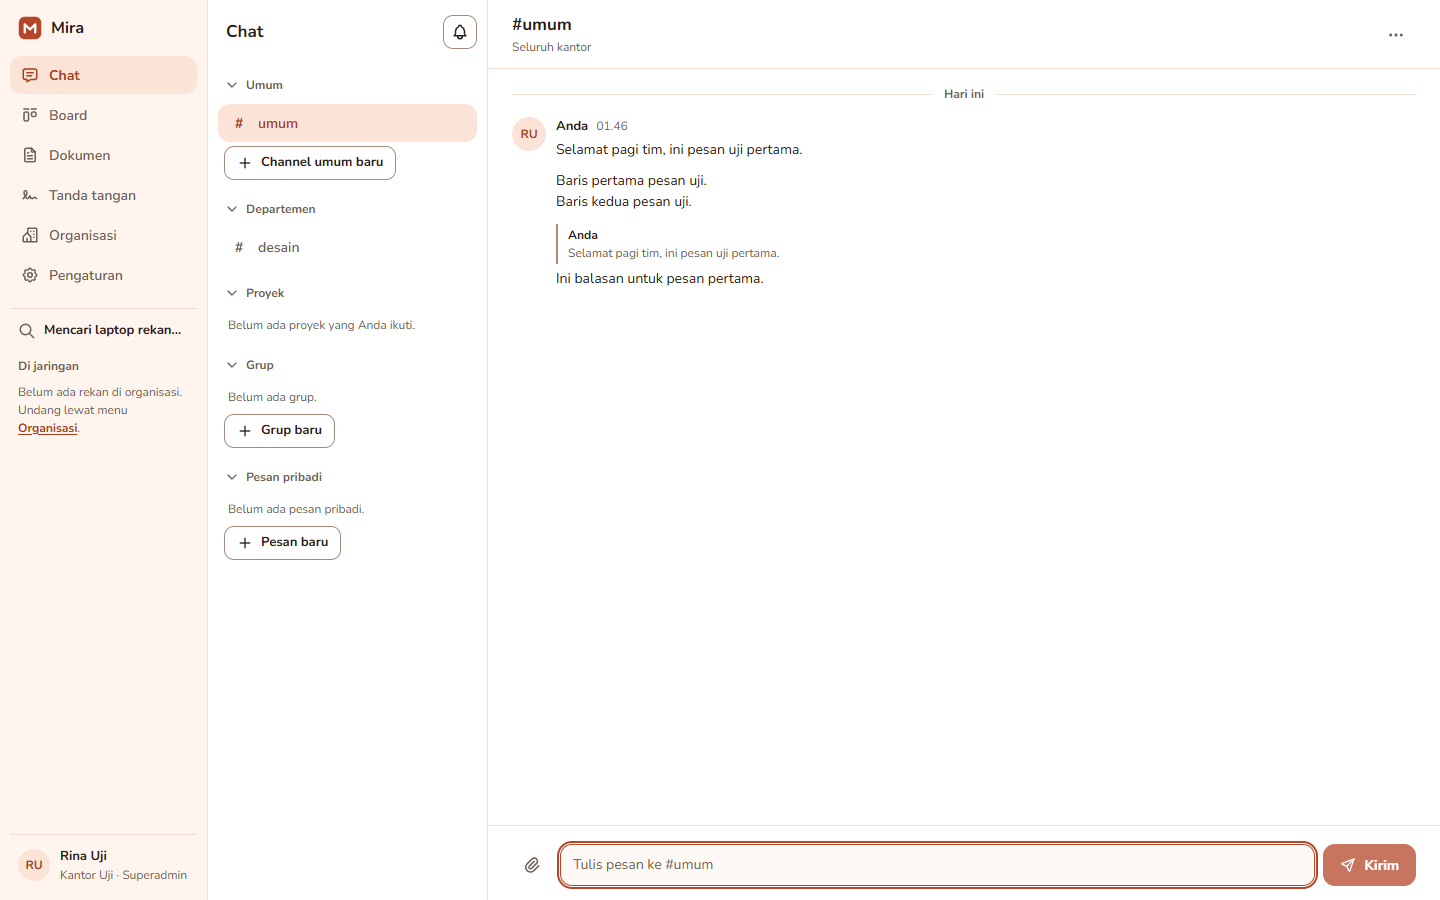 Mira
Chat
Board
Dokumen
Tanda tangan
Organisasi
Pengaturan
Mencari laptop rekan...
Di jaringan
Belum ada rekan di organisasi.
Undang lewat menu
Organisasi.
RU
Rina Uji
Kantor Uji · Superadmin
Chat
Umum
# umum
Channel umum baru
Departemen
# desain
Proyek
Belum ada proyek yang Anda ikuti.
Grup
Belum ada grup.
Grup baru
Pesan pribadi
Belum ada pesan pribadi.
Pesan baru
#umum
Seluruh kantor
Hari ini
RU
Anda 01.46
Selamat pagi tim, ini pesan uji pertama.
Baris pertama pesan uji.
Baris kedua pesan uji.
Anda
Selamat pagi tim, ini pesan uji pertama.
Ini balasan untuk pesan pertama.
Tulis pesan ke #umum
Kirim